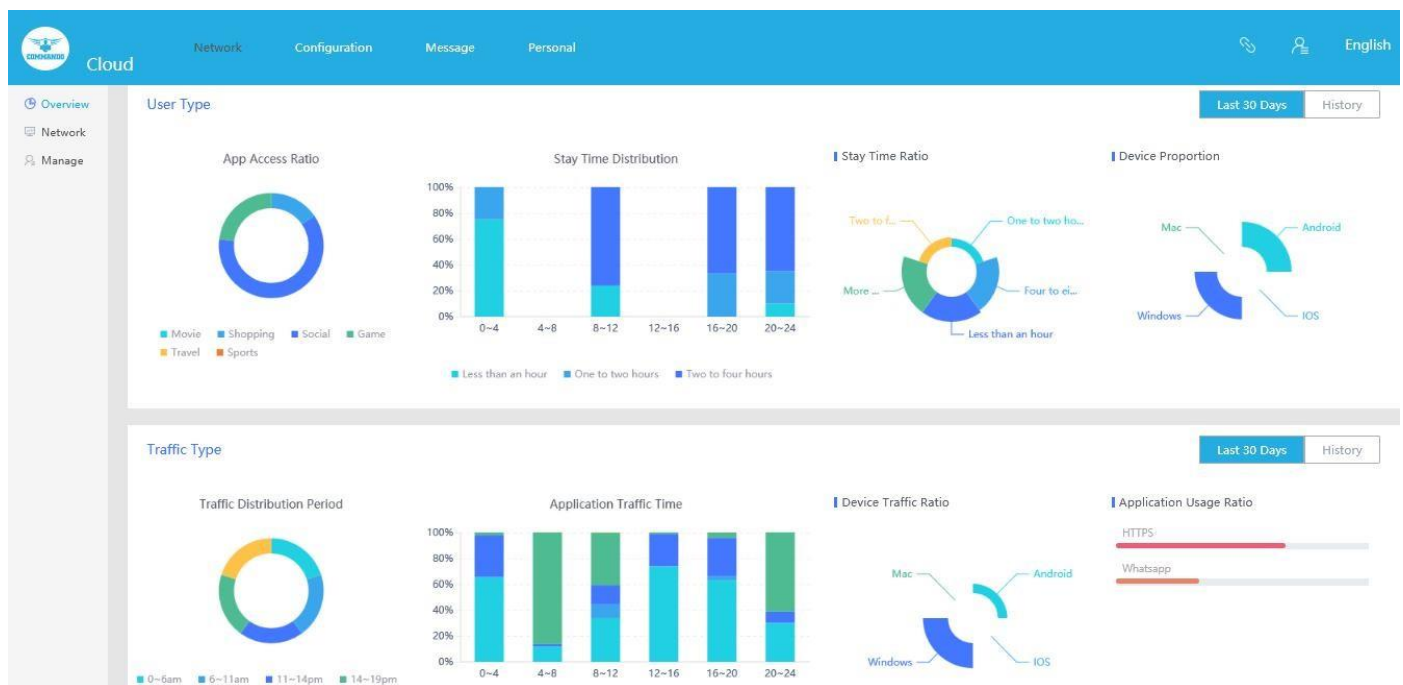 COMMANDO
Cloud
Network Configuration Message Personal
English
Overview
Network
Manage
User Type
Last 30 Days History
App Access Ratio
Movie Shopping Social Game
Travel Sports
Stay Time Distribution
100%
80%
60%
40%
20%
0%
0~4 4~8 8~12 12~16 16~20 20~24
Less than an hour One to two hours Two to four hours
Stay Time Ratio
Two to f...
One to two ho...
More ...
Four to ei...
Less than an hour
Device Proportion
Mac
Android
Windows
IOS
Traffic Type
Last 30 Days History
Traffic Distribution Period
0~6am 6~11am 11~14pm 14~19pm
Application Traffic Time
100%
80%
60%
40%
20%
0%
0~4 4~8 8~12 12~16 16~20 20~24
Device Traffic Ratio
Mac
Android
Windows
IOS
Application Usage Ratio
HTTPS
Whatsapp